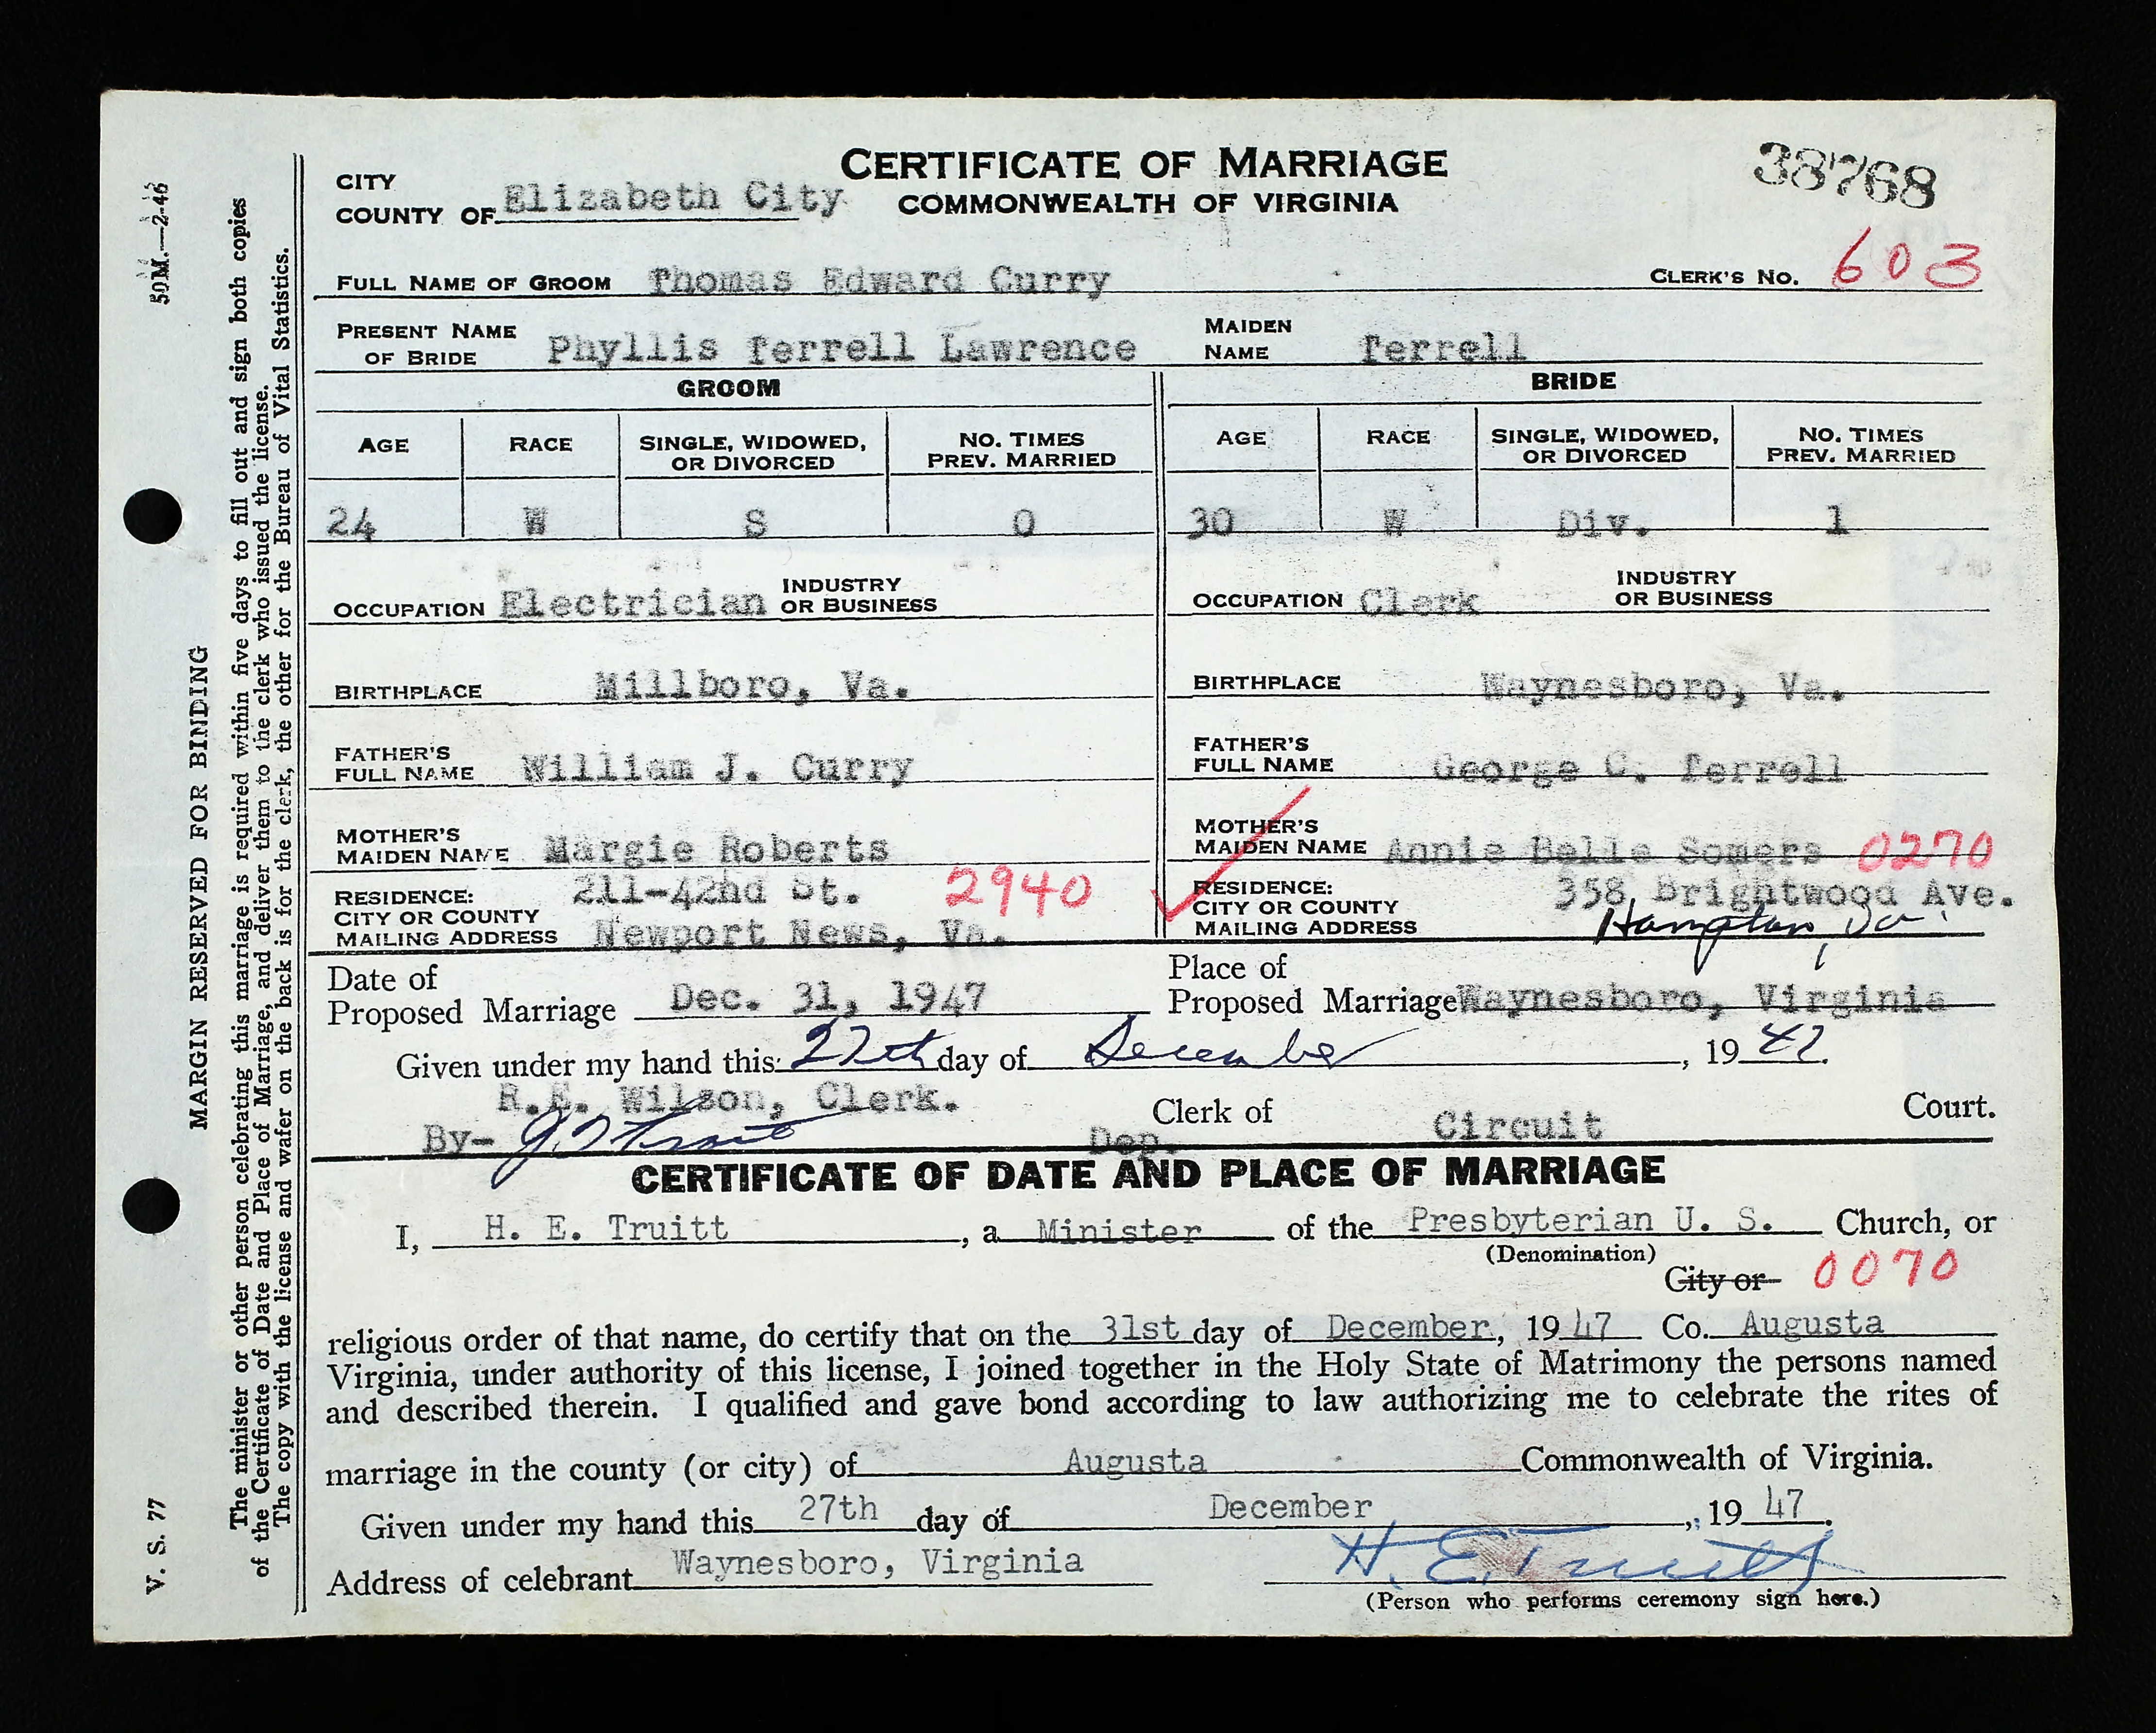 CERTIFICATE OF MARRIAGE
COMMONWEALTH OF VIRGINIA
38768
CITY
COUNTY OF Elizabeth City
FULL NAME OF GROOM Thomas Edward Curry CLERK'S NO. 603
PRESENT NAME OF BRIDE Phyllis Terrell Lawrence MAIDEN NAME Terrell
GROOM BRIDE
AGE RACE SINGLE, WIDOWED, OR DIVORCED NO. TIMES PREV. MARRIED AGE RACE SINGLE, WIDOWED, OR DIVORCED NO. TIMES PREV. MARRIED
24 W S 0 30 W Div. 1
OCCUPATION Electrician INDUSTRY OR BUSINESS OCCUPATION Clerk INDUSTRY OR BUSINESS
BIRTHPLACE Millboro, Va. BIRTHPLACE Waynesboro, Va.
FATHER'S FULL NAME William J. Curry FATHER'S FULL NAME George C. Terrell
MOTHER'S MAIDEN NAME Margie Roberts MOTHER'S MAIDEN NAME Annie Belle Somers 0270
RESIDENCE: CITY OR COUNTY MAILING ADDRESS 211-42nd St. Newport News, Va. 2940 RESIDENCE: CITY OR COUNTY MAILING ADDRESS 358 Brightwood Ave. Hampton, Va.
Date of Proposed Marriage Dec. 31, 1947 Place of Proposed Marriage Waynesboro, Virginia
Given under my hand this 27th day of December, 1947.
R.E. Wilson, Clerk.
By- Dep. Clerk of Circuit Court.
CERTIFICATE OF DATE AND PLACE OF MARRIAGE
I, H. E. Truitt, a Minister of the Presbyterian U. S. Church, or
(Denomination)
City or 0070
religious order of that name, do certify that on the 31st day of December, 1947 Co. Augusta
Virginia, under authority of this license, I joined together in the Holy State of Matrimony the persons named
and described therein. I qualified and gave bond according to law authorizing me to celebrate the rites of
marriage in the county (or city) of Augusta Commonwealth of Virginia.
Given under my hand this 27th day of December, 1947.
Address of celebrant Waynesboro, Virginia H. E. Truitt
(Person who performs ceremony sign here.)
50M.—2-46
MARGIN RESERVED FOR BINDING
V. S. 77
The minister or other person celebrating this marriage is required within five days to fill out and sign both copies
of the Certificate of Date and Place of Marriage, and deliver them to the clerk who issued the license.
The copy with the license and wafer on the back is for the clerk, the other for the Bureau of Vital Statistics.